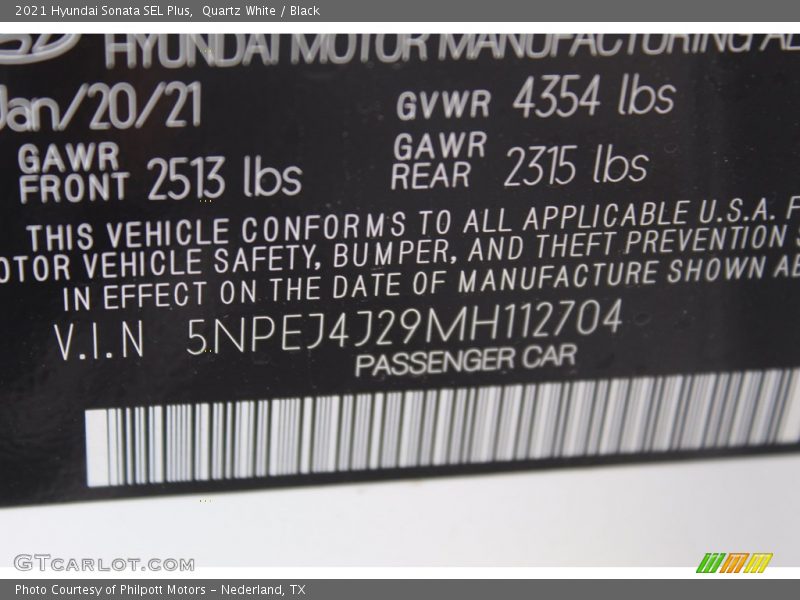 2021 Hyundai Sonata SEL Plus, Quartz White / Black
HYUNDAI MOTOR MANUFACTURING
Jan/20/21
GVWR 4354 lbs
GAWR FRONT 2513 lbs
GAWR REAR 2315 lbs
THIS VEHICLE CONFORMS TO ALL APPLICABLE U.S.A. F
OTOR VEHICLE SAFETY, BUMPER, AND THEFT PREVENTION S
IN EFFECT ON THE DATE OF MANUFACTURE SHOWN AB
V.I.N 5NPEJ4J29MH112704
PASSENGER CAR
GTCARLOT.COM
Photo Courtesy of Philpott Motors - Nederland, TX